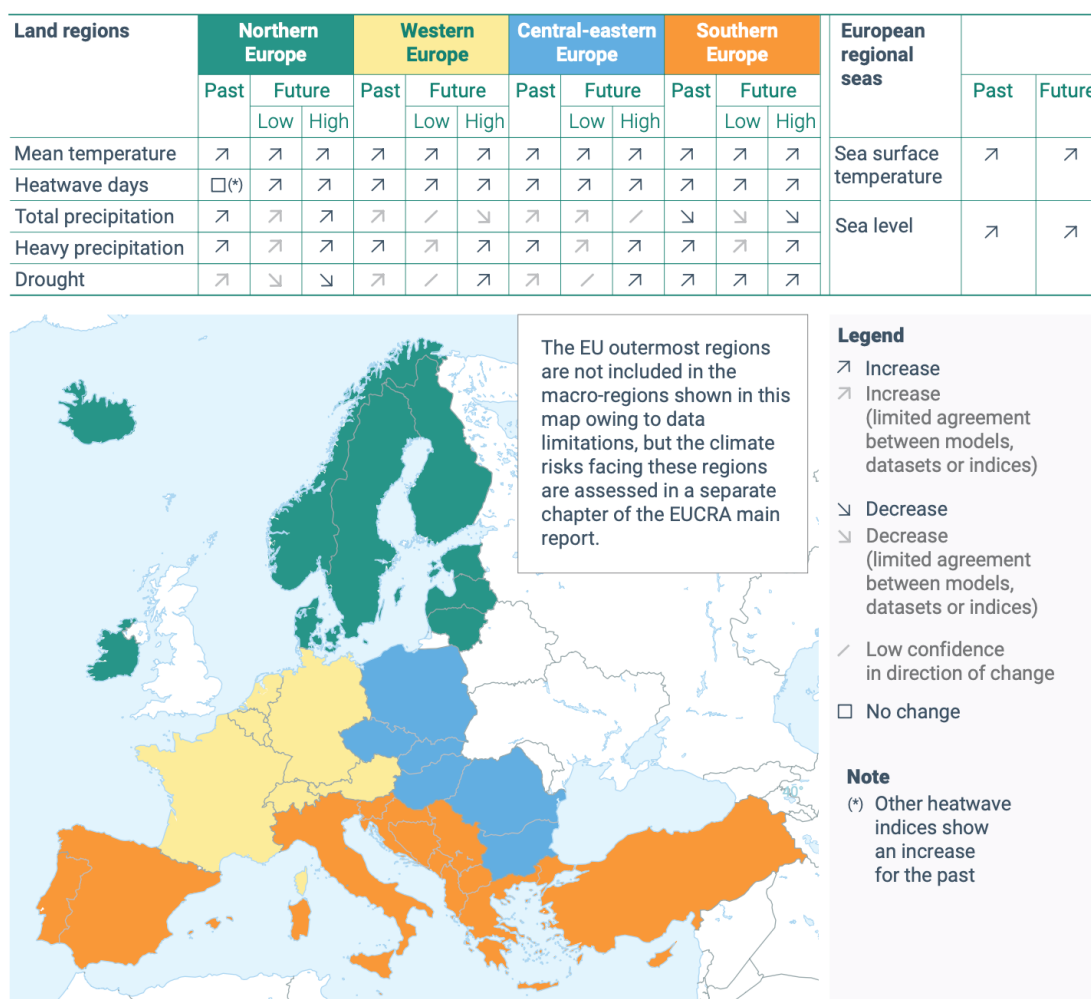 Land regions
Northern
Europe
Western
Europe
Central-eastern
Europe
Southern
Europe
European
regional
seas
Past Future Past Future Past Future Past Future Past Future
Low High Low High Low High Low High
Mean temperature ↗ ↗ ↗ ↗ ↗ ↗ ↗ ↗ ↗ ↗ ↗ ↗
Heatwave days □(*) ↗ ↗ ↗ ↗ ↗ ↗ ↗ ↗ ↗ ↗ ↗
Total precipitation ↗ ↗ ↗ ↗ / ↘ ↗ ↗ / ↘ ↘ ↘
Heavy precipitation ↗ ↗ ↗ ↗ ↗ ↗ ↗ ↗ ↗ ↗ ↗ ↗
Drought ↗ ↘ ↘ ↗ / ↗ ↗ / ↗ ↗ ↗ ↗
Sea surface
temperature ↗ ↗
Sea level ↗ ↗
The EU outermost regions
are not included in the
macro-regions shown in this
map owing to data
limitations, but the climate
risks facing these regions
are assessed in a separate
chapter of the EUCRA main
report.
Legend
↗ Increase
↗ Increase
(limited agreement
between models,
datasets or indices)
↘ Decrease
↘ Decrease
(limited agreement
between models,
datasets or indices)
/ Low confidence
in direction of change
□ No change
Note
(*) Other heatwave
indices show
an increase
for the past